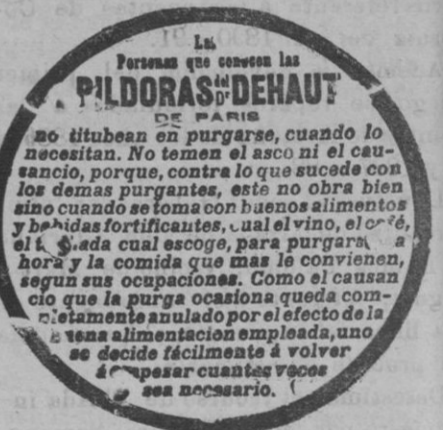 Las
Personas que conocen las
PILDORAS del Dr DEHAUT
DE PARIS
no titubean en purgarse, cuando lo
necesitan. No temen el asco ni el cau-
sancio, porque, contra lo que sucede con
los demas purgantes, este no obra bien
sino cuando se toma con buenos alimentos
y bebidas fortificantes, cual el vino, el café,
el Cada cual escoge, para purgarse, la
hora y la comida que mas le convienen,
segun sus ocupaciones. Como el causan
cio que la purga ocasiona queda com-
pletamente anulado por el efecto de la
buena alimentacion empleada, uno
se decide fácilmente á volver
á empesar cuantas veces
sea necesario.